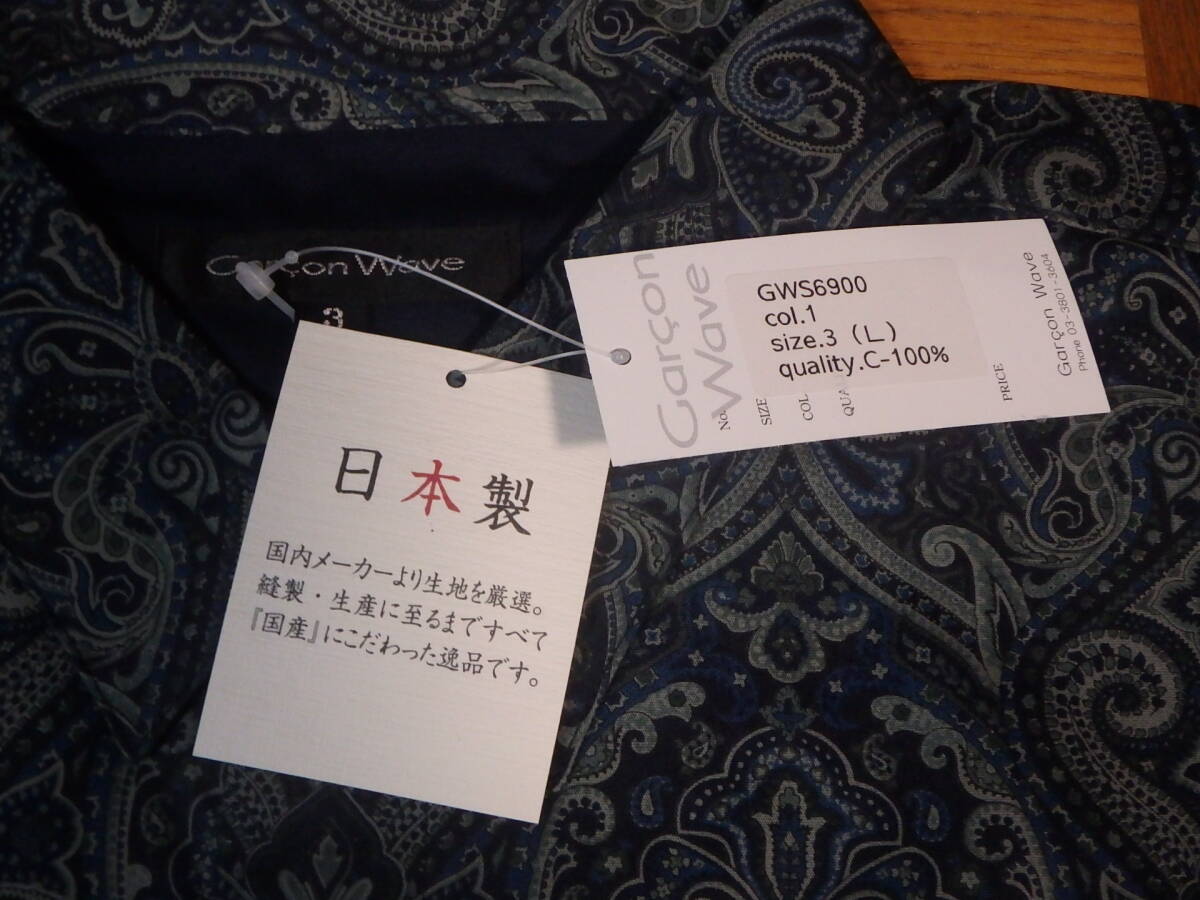 Garçon Wave
3
日本製
国内メーカーより生地を厳選。
縫製・生産に至るまですべて
『国産』にこだわった逸品です。
Garçon
Wave
GWS6900
col.1
size.3 (L)
quality.C-100%
No.
SIZE
COL
QUA
PRICE
Garçon Wave
Phone 03-3801-3604